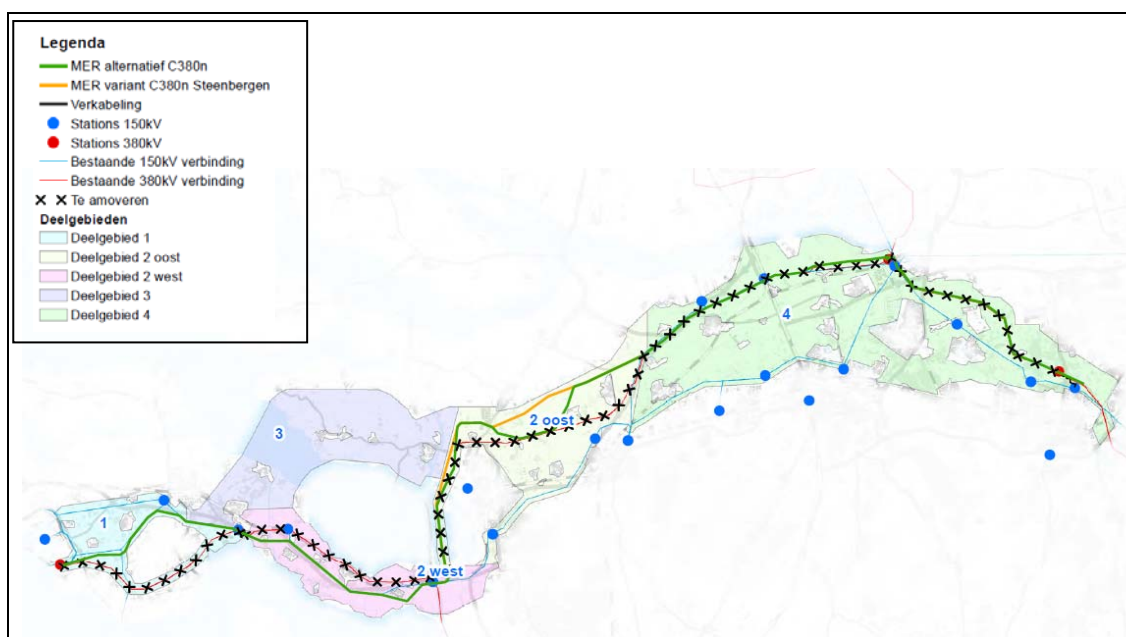 Legenda
MER alternatief C380n
MER variant C380n Steenbergen
Verkabeling
Stations 150kV
Stations 380kV
Bestaande 150kV verbinding
Bestaande 380kV verbinding
Te amoveren
Deelgebieden
Deelgebied 1
Deelgebied 2 oost
Deelgebied 2 west
Deelgebied 3
Deelgebied 4
4
2 oost
3
1
2 west